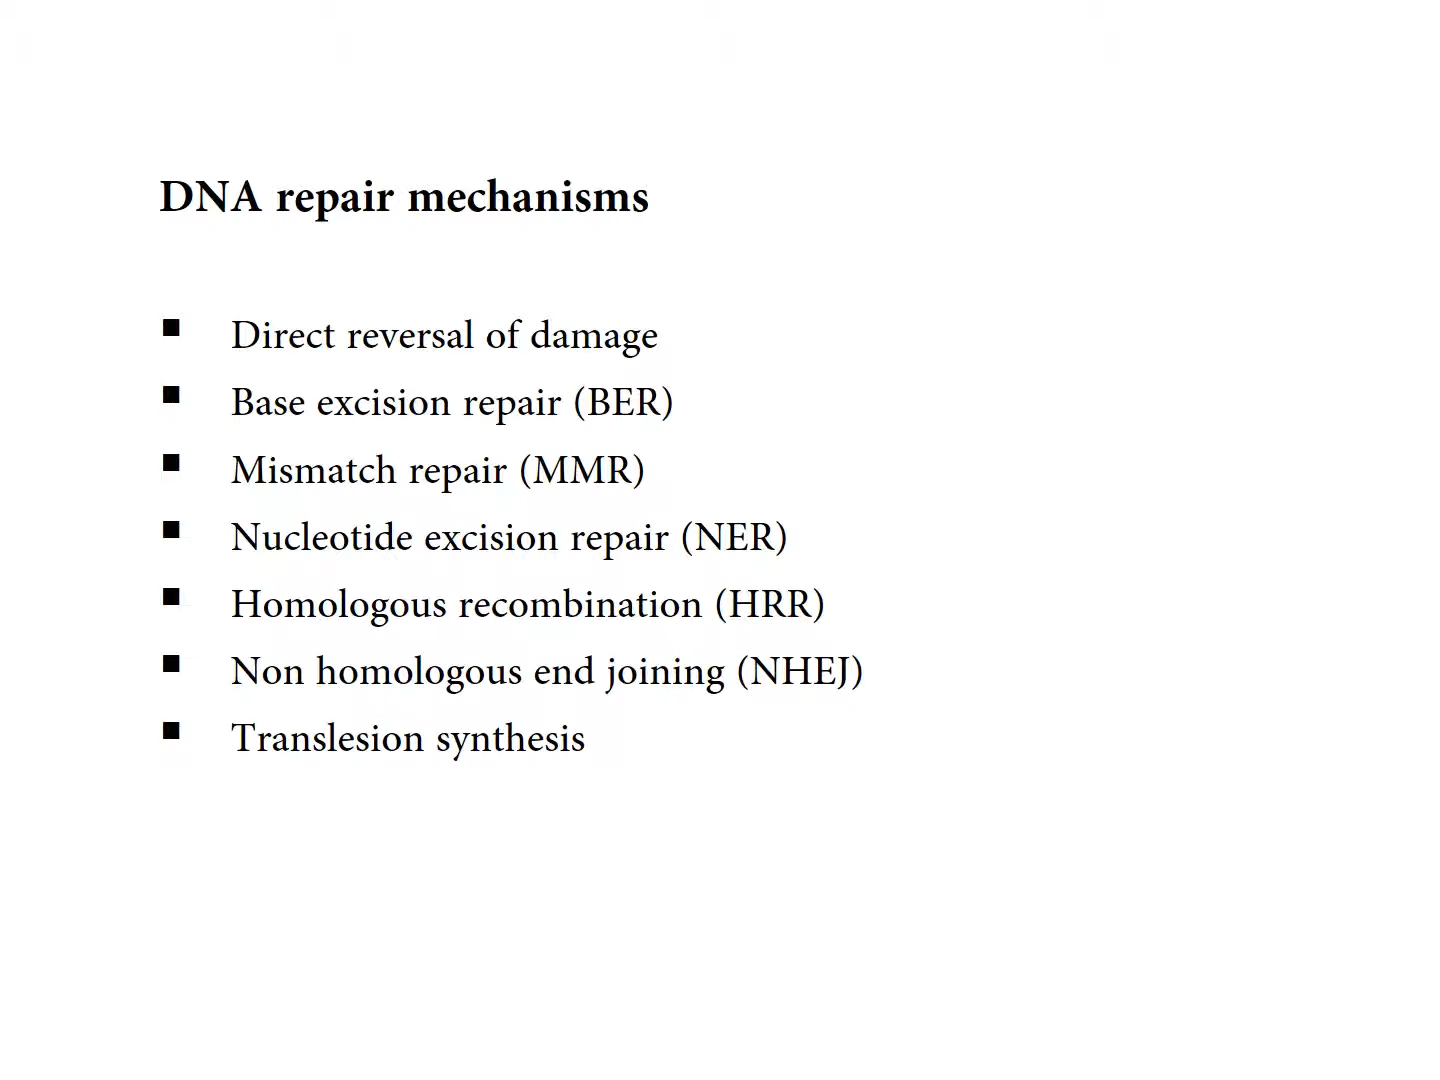 DNA repair mechanisms
▪ Direct reversal of damage
▪ Base excision repair (BER)
▪ Mismatch repair (MMR)
▪ Nucleotide excision repair (NER)
▪ Homologous recombination (HRR)
▪ Non homologous end joining (NHEJ)
▪ Translesion synthesis